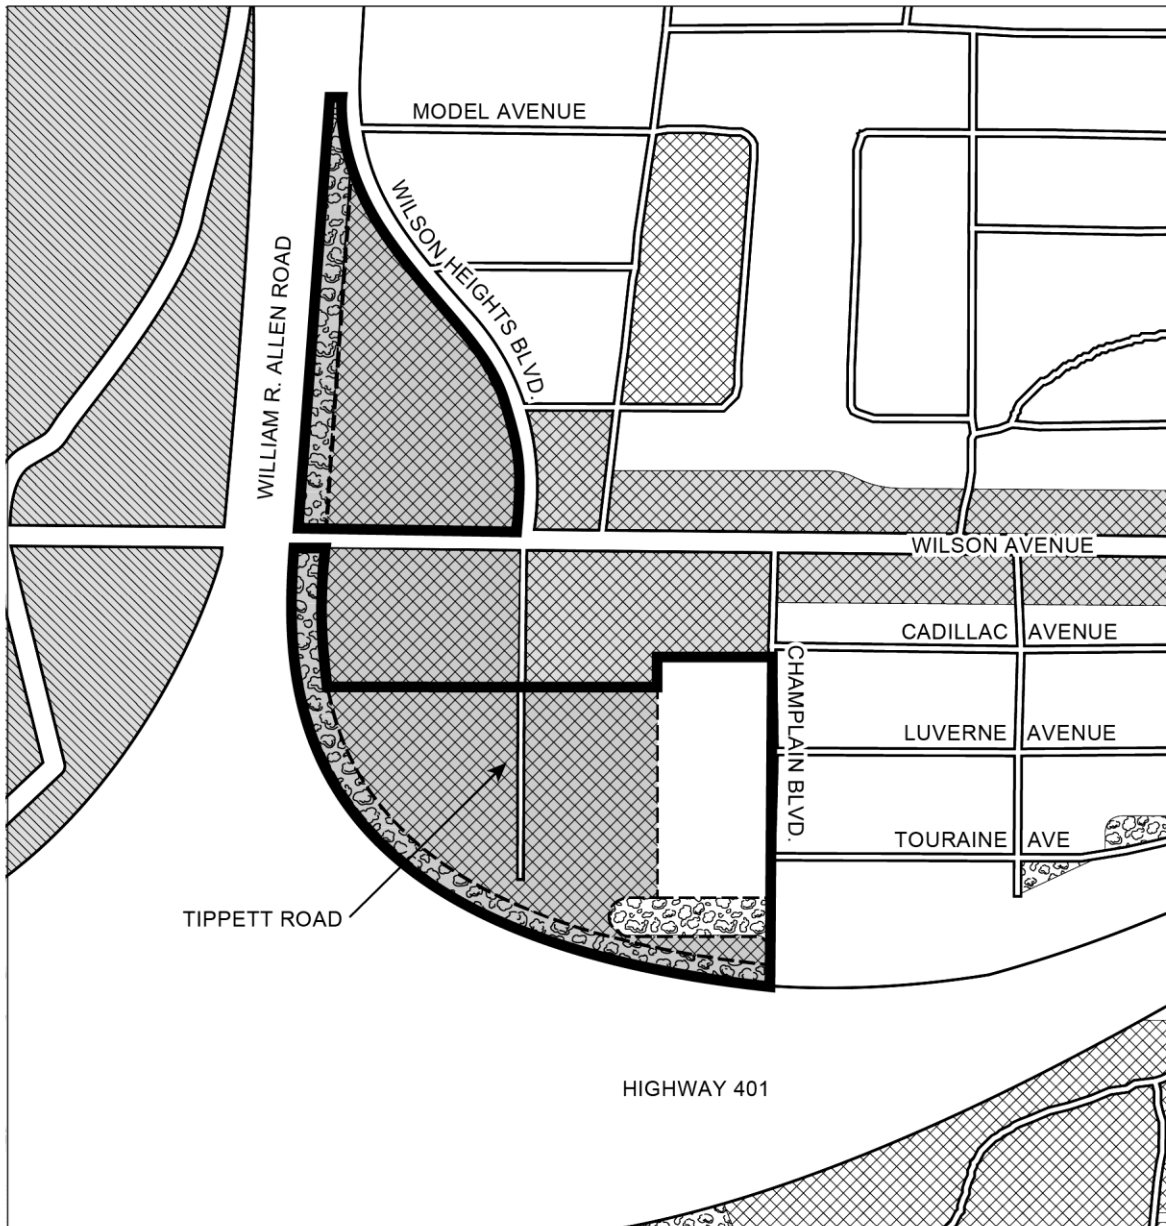 MODEL AVENUE
WILSON HEIGHTS BLVD.
WILLIAM R. ALLEN ROAD
WILSON AVENUE
CADILLAC AVENUE
CHAMPLAIN BLVD.
LUVERNE AVENUE
TOURAINE AVE
TIPPETT ROAD
HIGHWAY 401